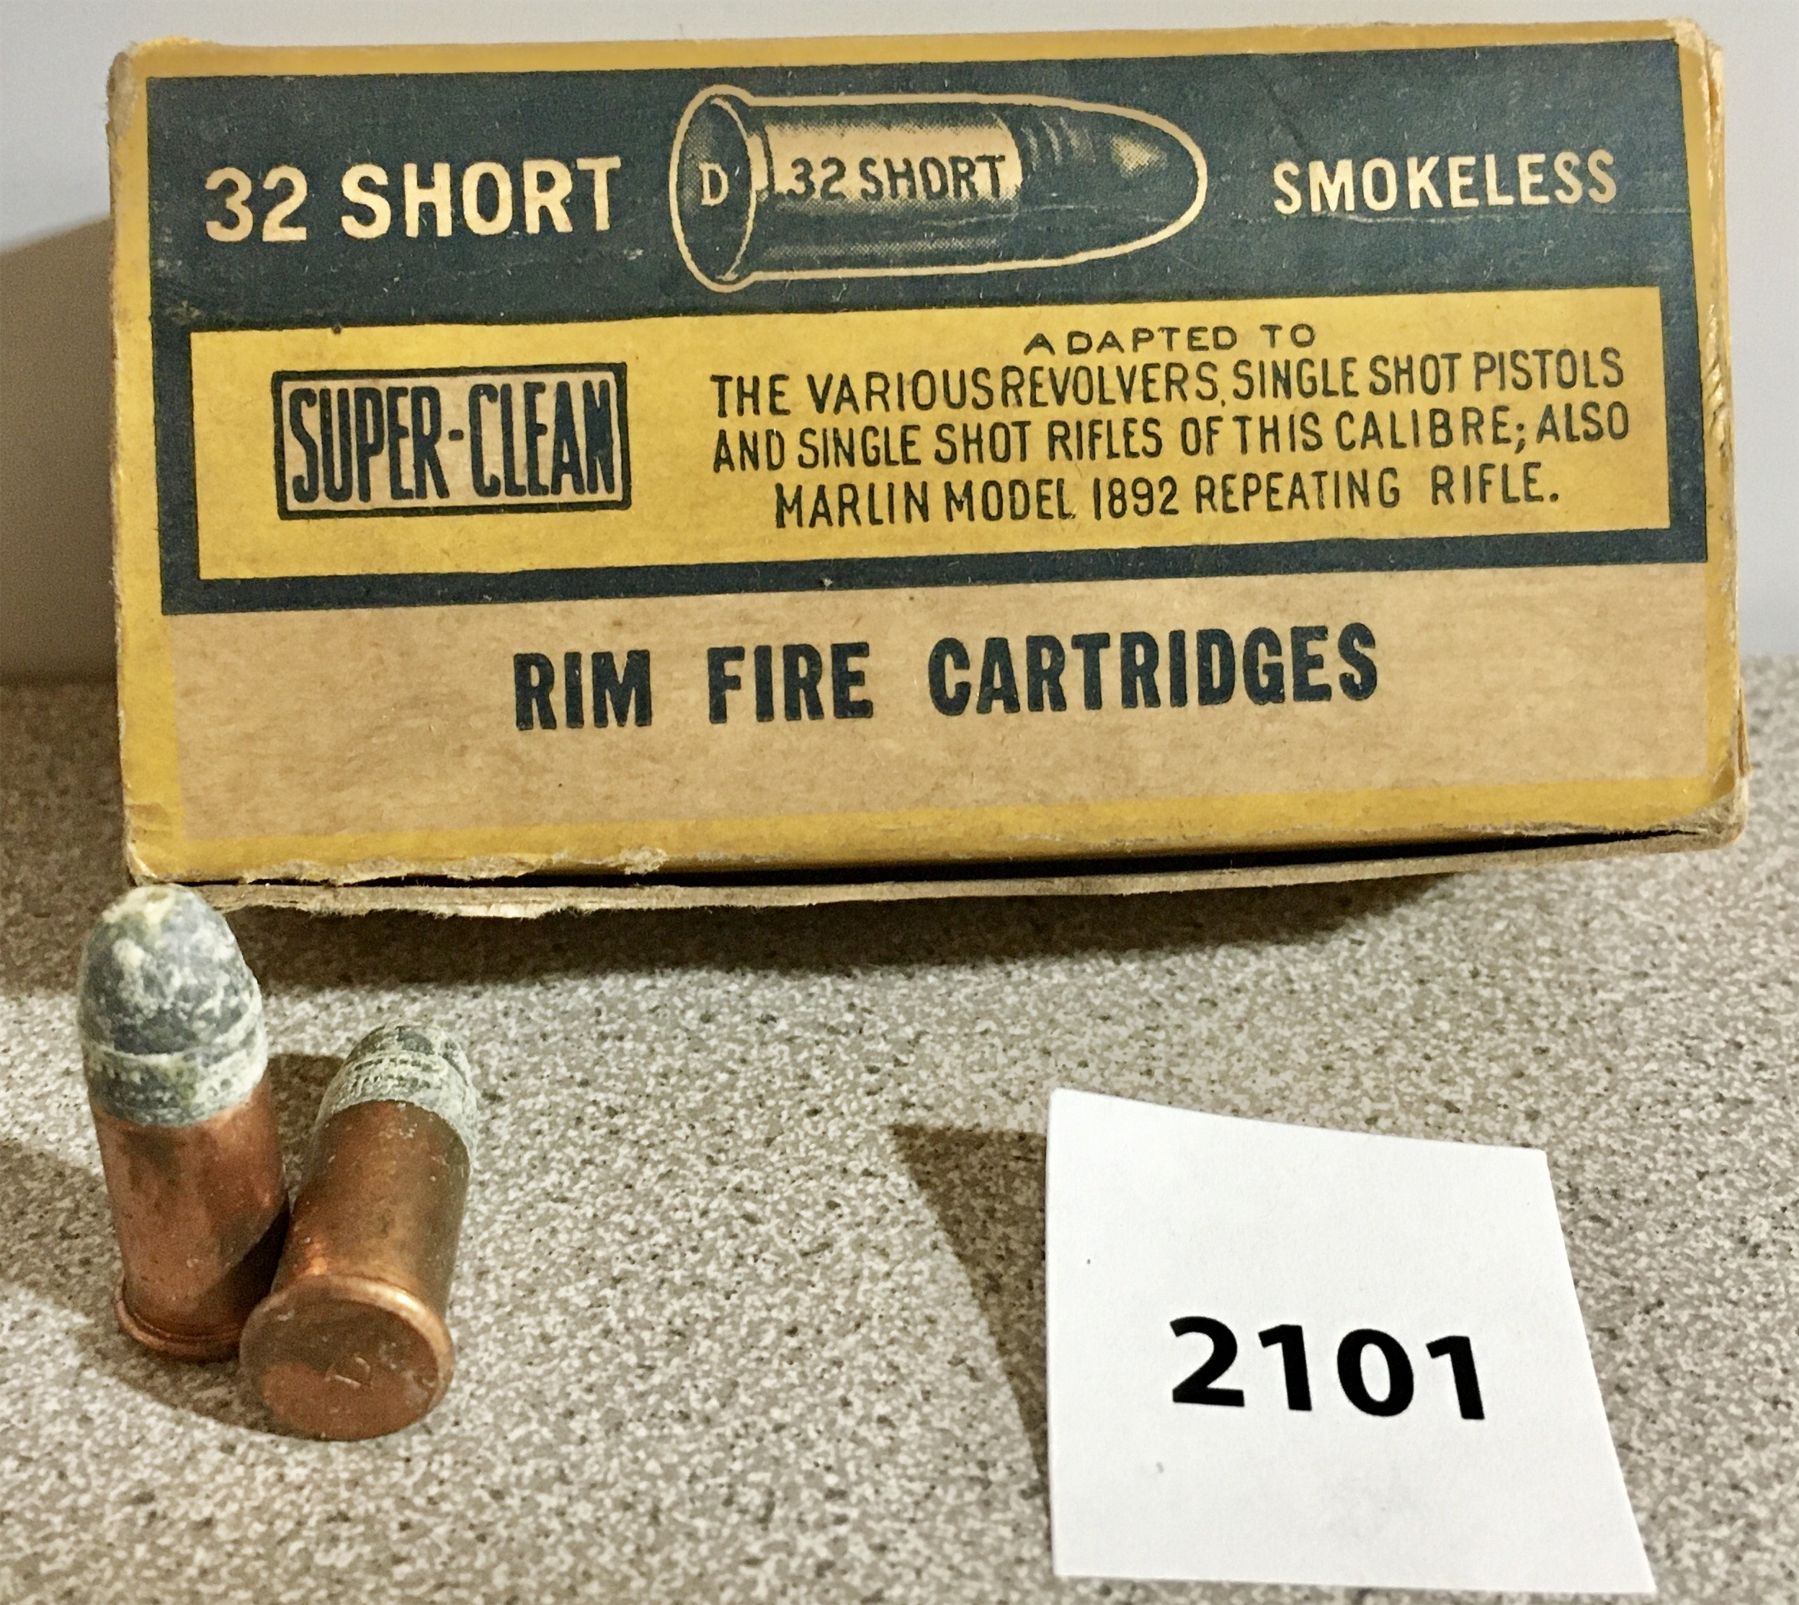 32 SHORT
D
.32 SHORT
SMOKELESS
SUPER-CLEAN
ADAPTED TO
THE VARIOUS REVOLVERS, SINGLE SHOT PISTOLS
AND SINGLE SHOT RIFLES OF THIS CALIBRE; ALSO
MARLIN MODEL 1892 REPEATING RIFLE.
RIM FIRE CARTRIDGES
2101